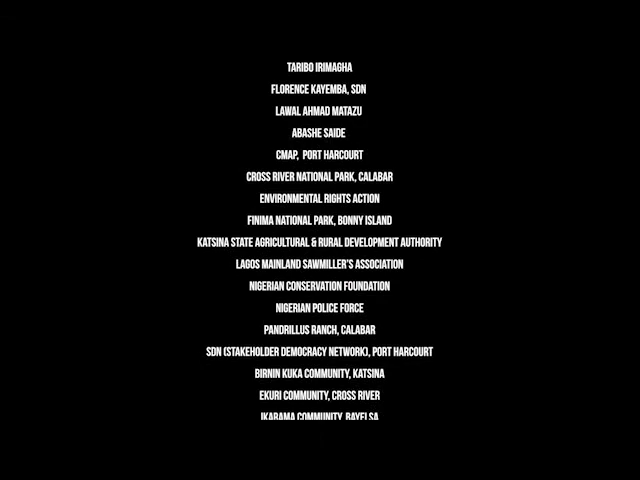 TARIBO IRIMAGHA
FLORENCE KAYEMBA, SDN
LAWAL AHMAD MATAZU
ABASHE SAIDE
CMAP, PORT HARCOURT
CROSS RIVER NATIONAL PARK, CALABAR
ENVIRONMENTAL RIGHTS ACTION
FINIMA NATIONAL PARK, BONNY ISLAND
KATSINA STATE AGRICULTURAL & RURAL DEVELOPMENT AUTHORITY
LAGOS MAINLAND SAWMILLER'S ASSOCIATION
NIGERIAN CONSERVATION FOUNDATION
NIGERIAN POLICE FORCE
PANDRILLUS RANCH, CALABAR
SDN (STAKEHOLDER DEMOCRACY NETWORK), PORT HARCOURT
BIRNIN KUKA COMMUNITY, KATSINA
EKURI COMMUNITY, CROSS RIVER
IKARAMA COMMUNITY, BAYELSA